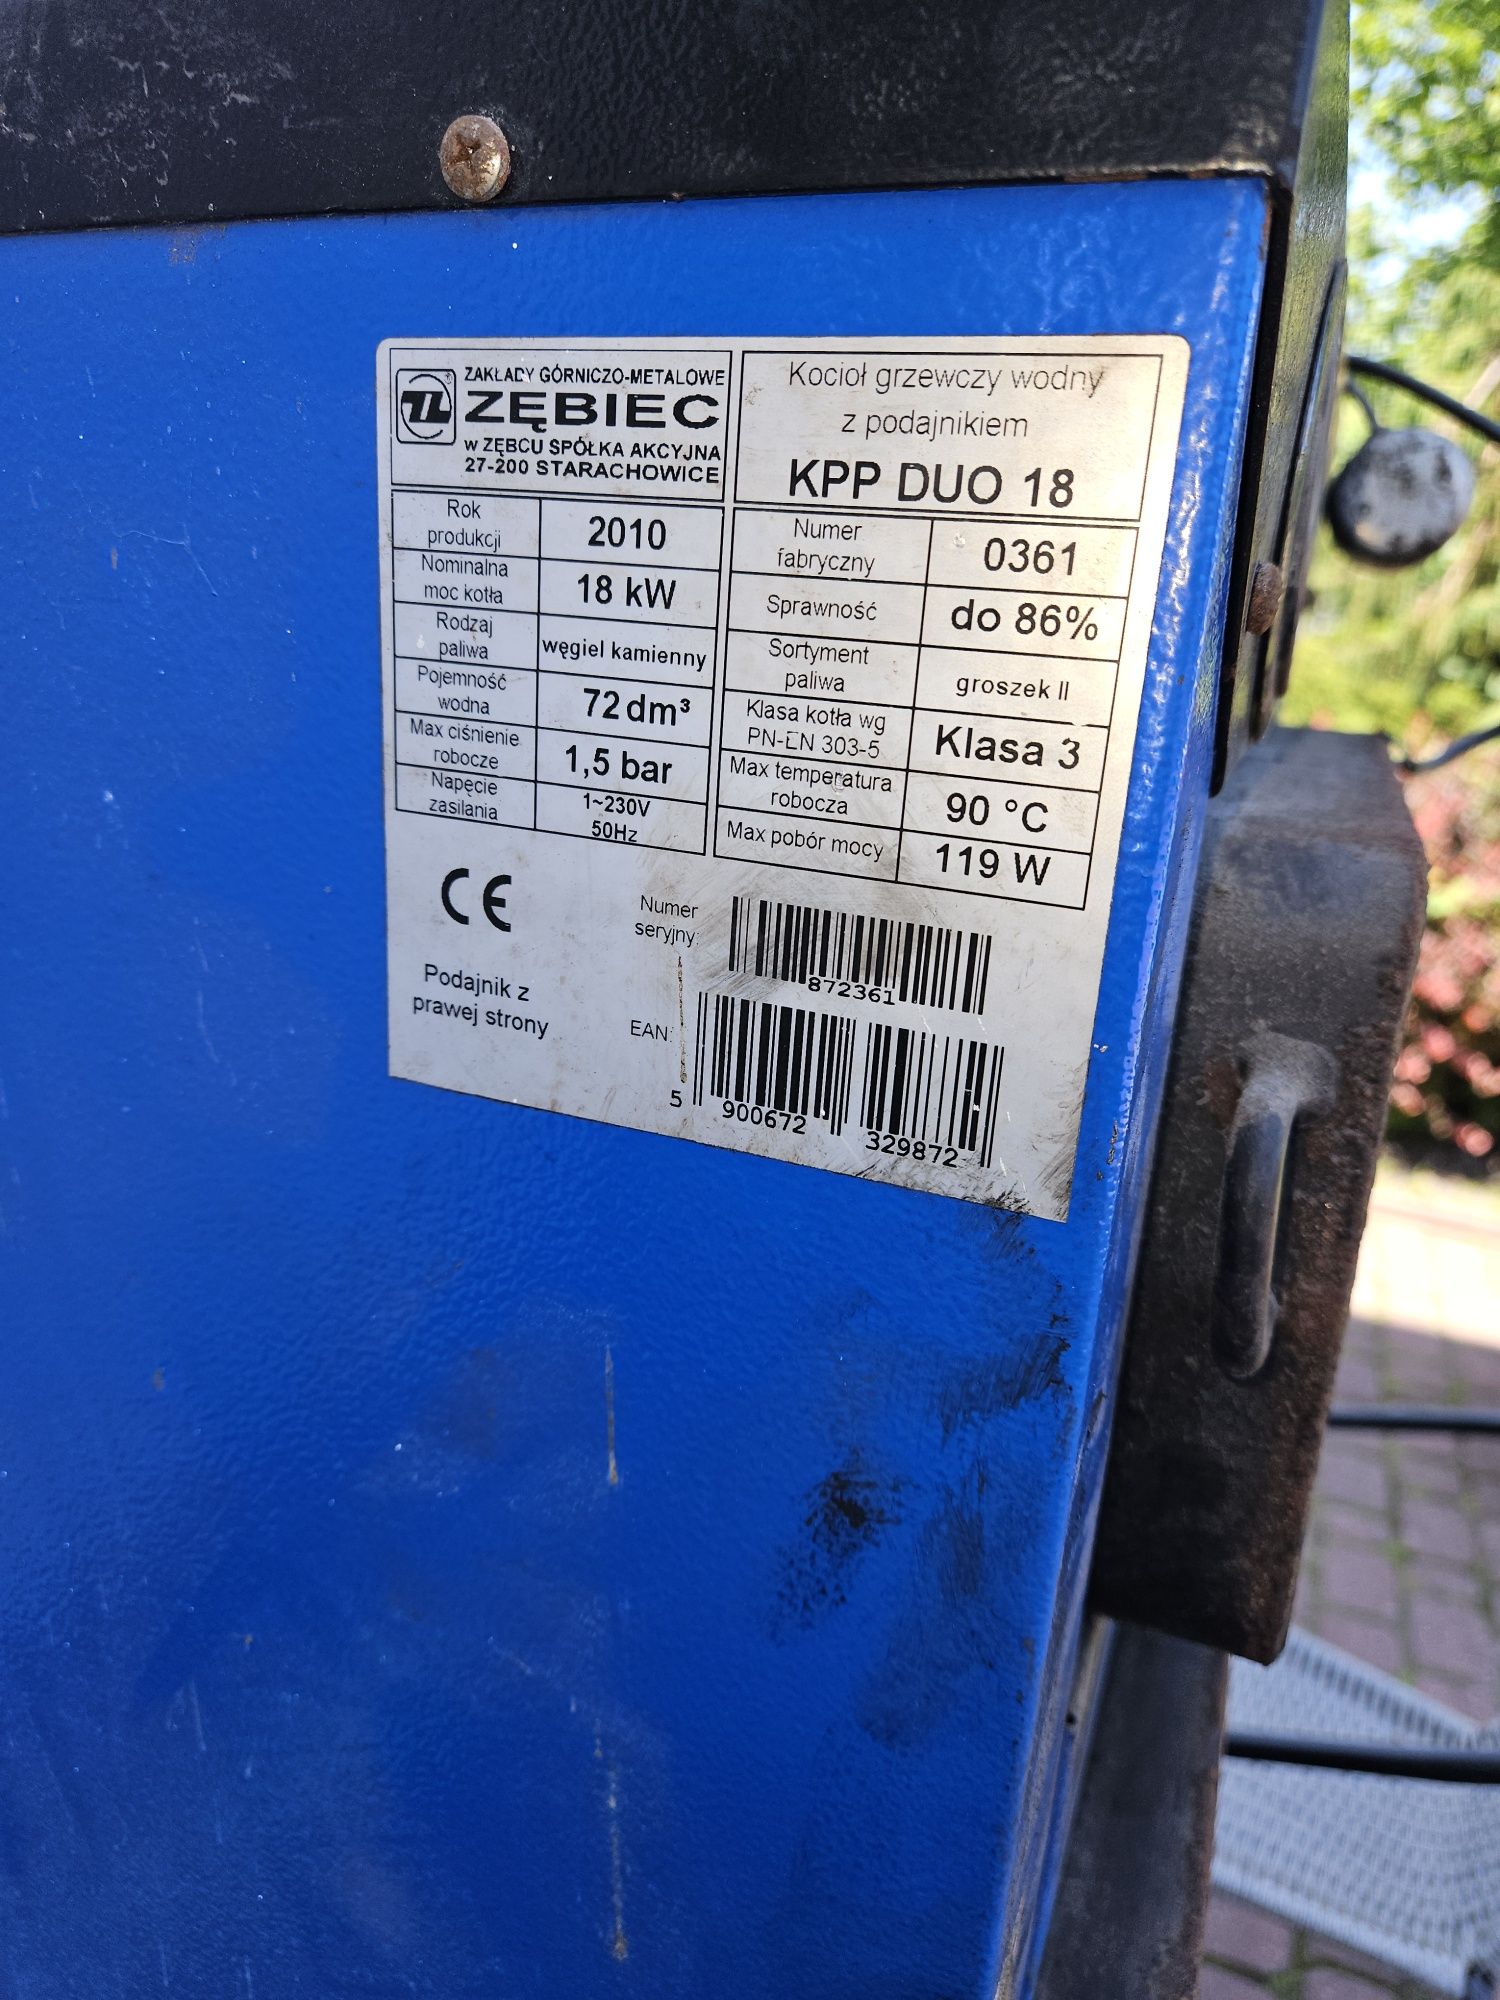 ZAKŁADY GÓRNICZO-METALOWE
ZĘBIEC
w ZĘBCU SPÓŁKA AKCYJNA
27-200 STARACHOWICE
Kocioł grzewczy wodny
z podajnikiem
KPP DUO 18
Rok
produkcji
2010
Nominalna
moc kotła
18 kW
Rodzaj
paliwa
węgiel kamienny
Pojemność
wodna
72 dm³
Max ciśnienie
robocze
1,5 bar
Napięcie
zasilania
1~230V
50Hz
Numer
fabryczny
0361
Sprawność
do 86%
Sortyment
paliwa
groszek II
Klasa kotła wg
PN-EN 303-5
Klasa 3
Max temperatura
robocza
90 °C
Max pobór mocy
119 W
CE
Podajnik z
prawej strony
Numer
seryjny:
872361
EAN:
5 900672 329872